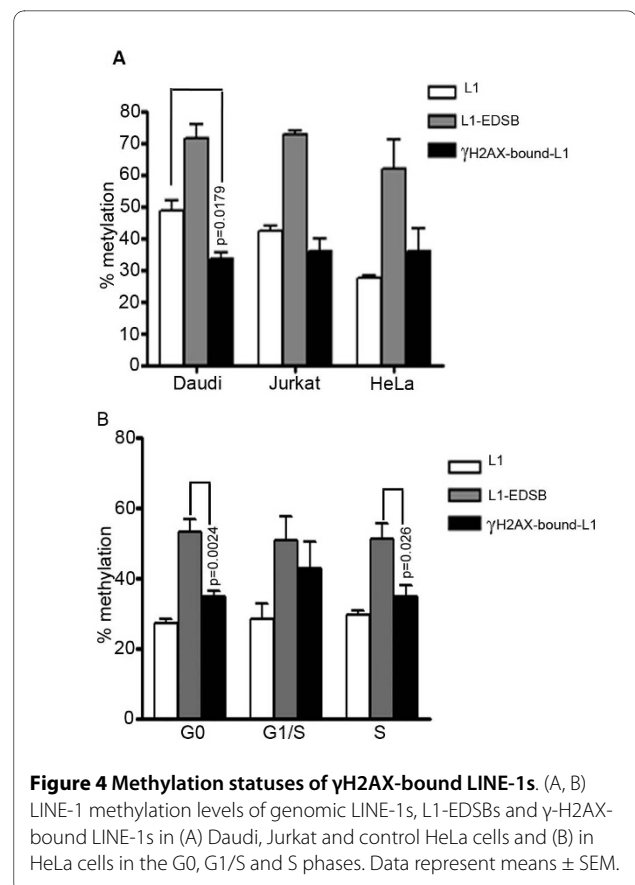 A
L1
L1-EDSB
γH2AX-bound-L1
% metylation
80
70
60
50
40
30
20
10
0
p=0.0179
Daudi
Jurkat
HeLa
B
L1
L1-EDSB
γH2AX-bound-L1
% methylation
80
60
40
20
0
p=0.0024
p=0.026
G0
G1/S
S
Figure 4 Methylation statuses of γH2AX-bound LINE-1s. (A, B)
LINE-1 methylation levels of genomic LINE-1s, L1-EDSBs and γ-H2AX-
bound LINE-1s in (A) Daudi, Jurkat and control HeLa cells and (B) in
HeLa cells in the G0, G1/S and S phases. Data represent means ± SEM.